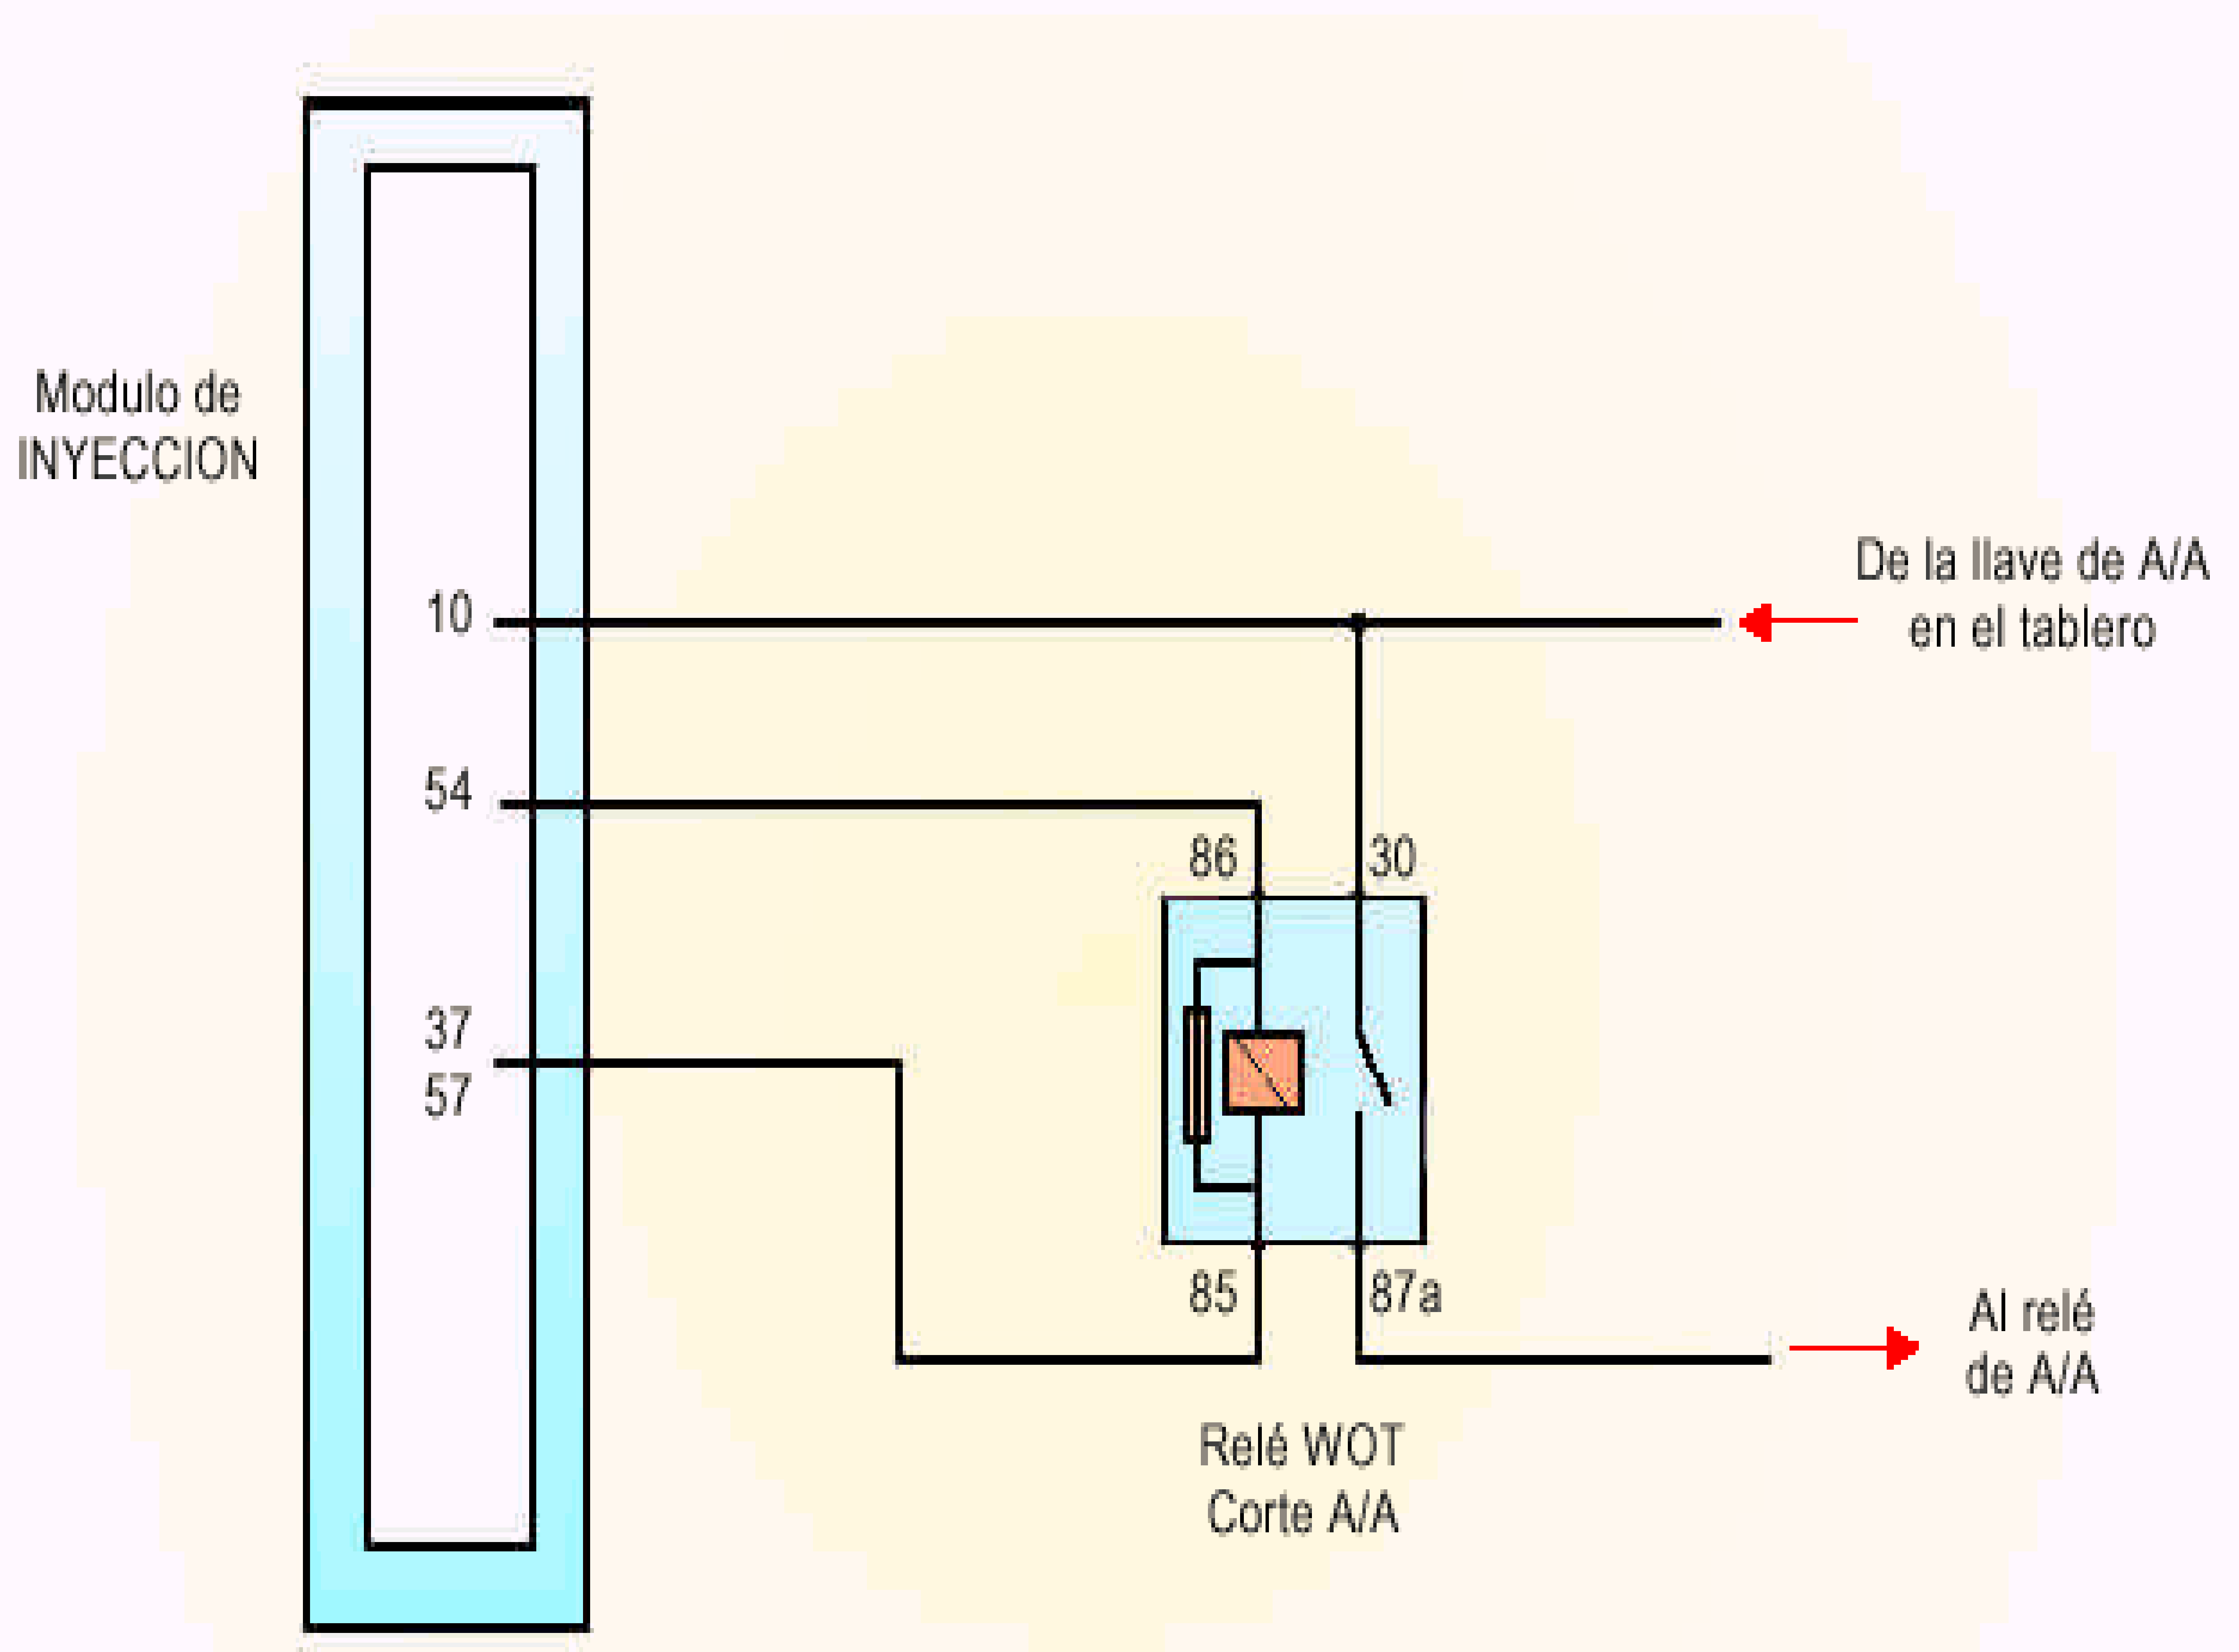 Modulo de
INYECCION
10
54
37
57
De la llave de A/A
en el tablero
86
30
85
87a
Al relé
de A/A
Relé WOT
Corte A/A